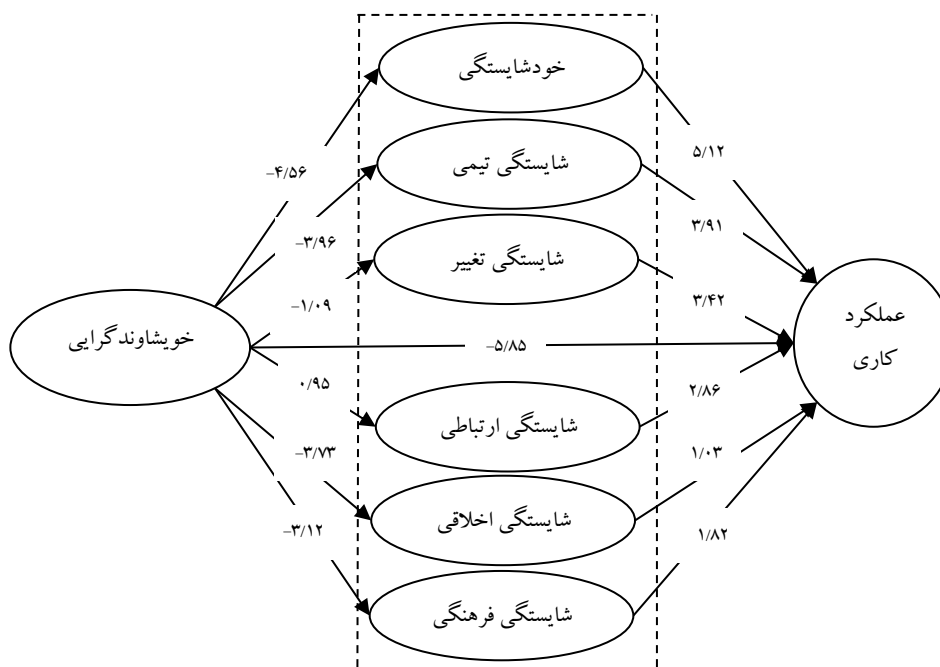 خودشایستگی
۵/۱۲
شایستگی تیمی
–۴/۵۶
۳/۹۱
–۳/۹۶
شایستگی تغییر
–۱/۰۹
۳/۴۲
عملکرد
کاری
خویشاوندگرایی
–۵/۸۵
۰/۹۵
۲/۸۶
شایستگی ارتباطی
–۳/۷۳
۱/۰۳
شایستگی اخلاقی
–۳/۱۲
۱/۸۲
شایستگی فرهنگی